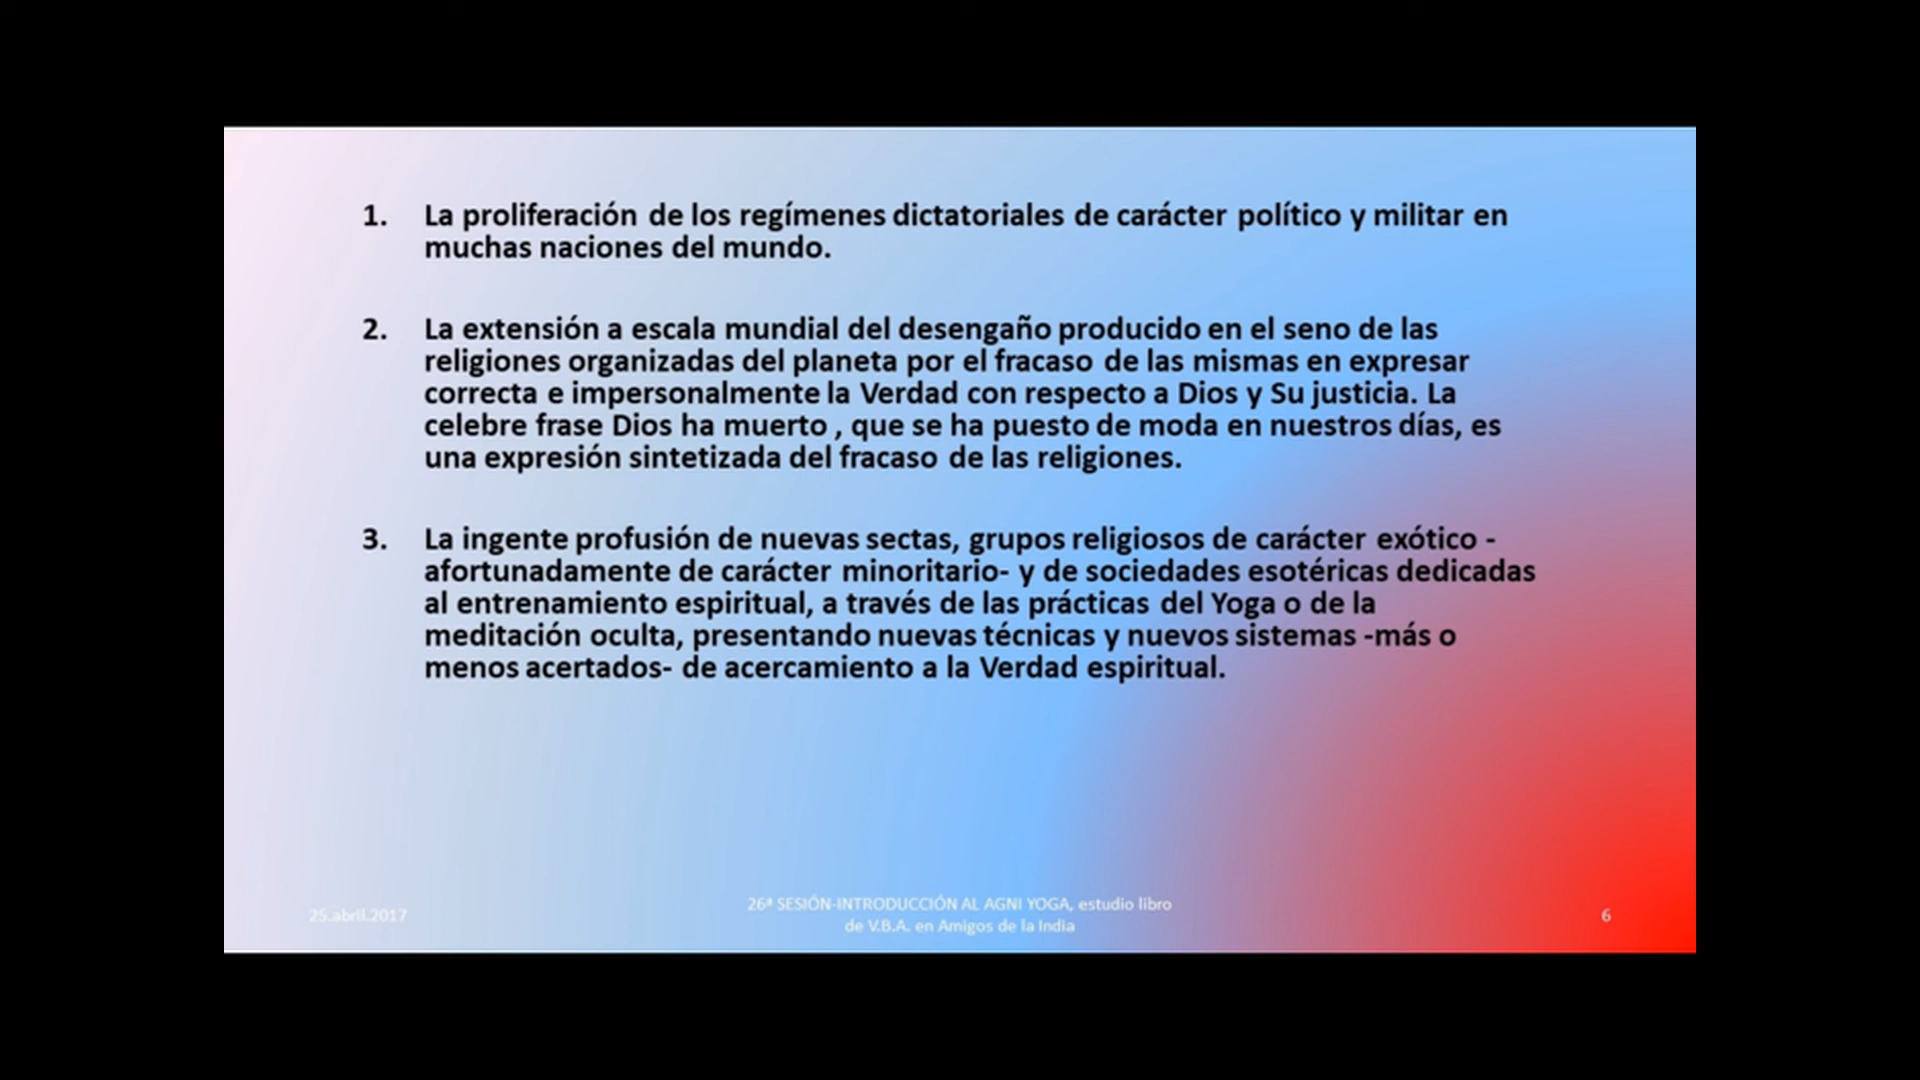 1. La proliferación de los regímenes dictatoriales de carácter político y militar en
muchas naciones del mundo.
2. La extensión a escala mundial del desengaño producido en el seno de las
religiones organizadas del planeta por el fracaso de las mismas en expresar
correcta e impersonalmente la Verdad con respecto a Dios y Su justicia. La
celebre frase Dios ha muerto , que se ha puesto de moda en nuestros días, es
una expresión sintetizada del fracaso de las religiones.
3. La ingente profusión de nuevas sectas, grupos religiosos de carácter exótico -
afortunadamente de carácter minoritario- y de sociedades esotéricas dedicadas
al entrenamiento espiritual, a través de las prácticas del Yoga o de la
meditación oculta, presentando nuevas técnicas y nuevos sistemas -más o
menos acertados- de acercamiento a la Verdad espiritual.
25.abril.2017
26ª SESIÓN-INTRODUCCIÓN AL AGNI YOGA, estudio libro
de V.B.A. en Amigos de la India
6